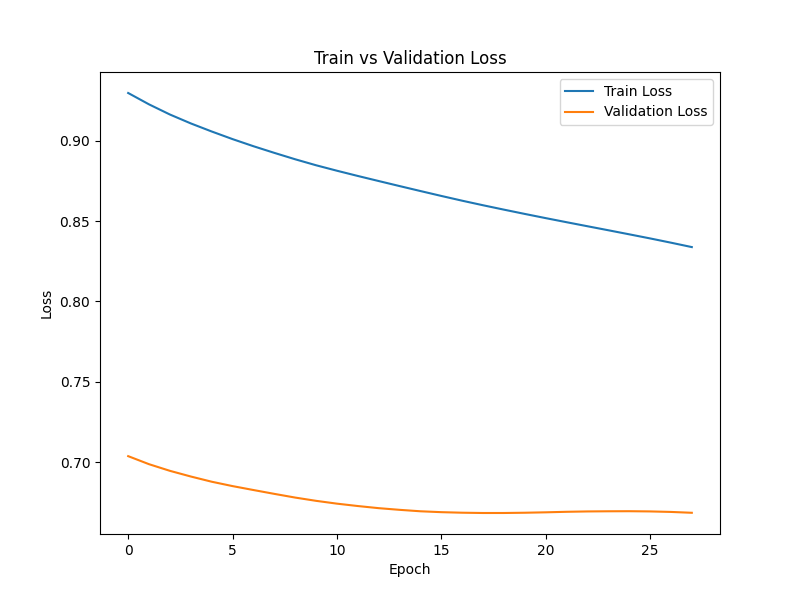 Train vs Validation Loss
Train Loss
Validation Loss
0.90
0.85
0.80
0.75
0.70
Loss
0 5 10 15 20 25
Epoch